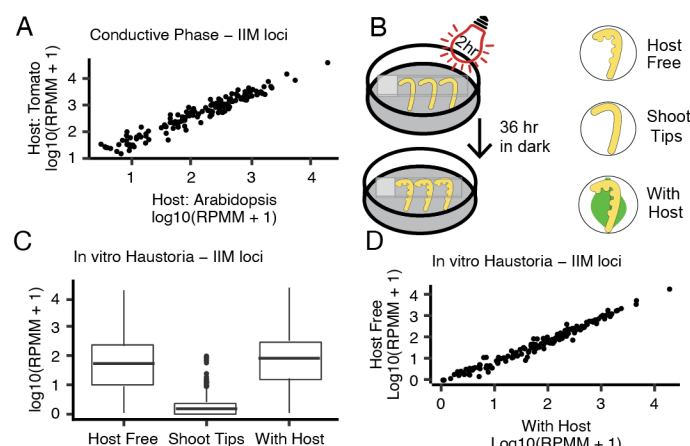 A
Conductive Phase – IIM loci
Host: Tomato
log10(RPMM + 1)
4
3
2
1
1
2
3
4
Host: Arabidopsis
log10(RPMM + 1)
B
2hr
36 hr
in dark
Host
Free
Shoot
Tips
With
Host
C
In vitro Haustoria – IIM loci
log10(RPMM + 1)
4
3
2
1
0
Host Free
Shoot Tips
With Host
D
In vitro Haustoria – IIM loci
Host Free
Log10(RPMM + 1)
4
3
2
1
0
0
1
2
3
4
With Host
Log10(RPMM + 1)